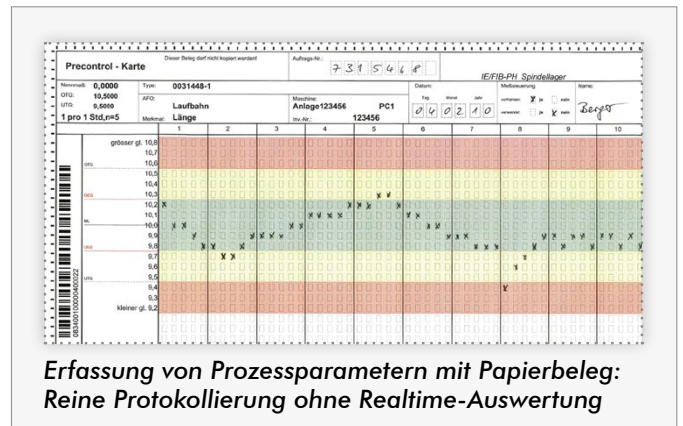 Precontrol - Karte
Dieser Beleg darf nicht kopiert werden!
Auftrags-Nr.:
7315468
IE/FIB-PH Spindellager
Nennmaß 0,0000
OTG: 10,5000
UTG: 9,5000
1 pro 1 Std,n=5
Type: 0031448-1
AFO: Laufbahn
Merkmal: Länge
Maschine:
Anlage123456 PC1
Inv.-Nr.: 123456
Datum:
Tag Monat Jahr
04 02 10
Meßsteuerung
vorhanden: ja nein
verwendet: ja nein
Name:
Berger
1 2 3 4 5 6 7 8 9 10
grösser gl. 10,8
10,7
OTG 10,6
10,5
10,4
OEG 10,3
10,2
10,1
ML 10,0
9,9
UEG 9,8
9,7
9,6
UTG 9,5
9,4
9,3
kleiner gl. 9,2
08340010000400022
Erfassung von Prozessparametern mit Papierbeleg:
Reine Protokollierung ohne Realtime-Auswertung